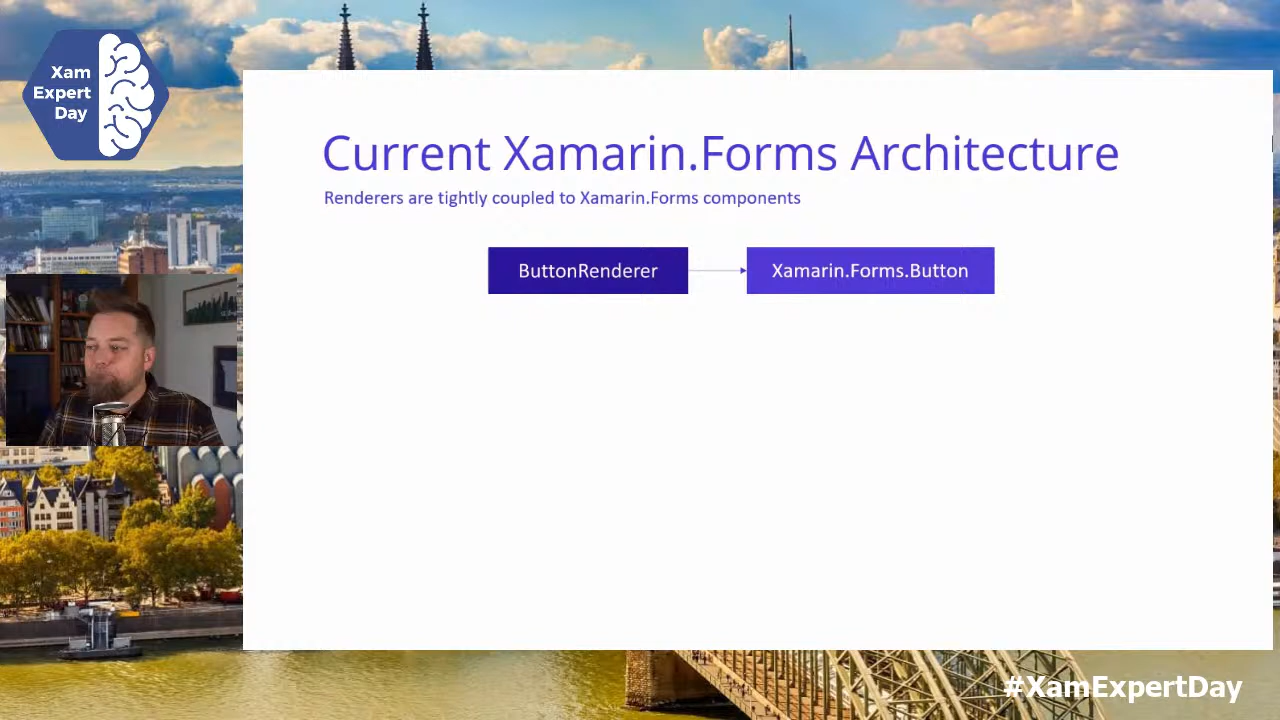 Xam
Expert
Day
Current Xamarin.Forms Architecture
Renderers are tightly coupled to Xamarin.Forms components
ButtonRenderer
Xamarin.Forms.Button
#XamExpertDay